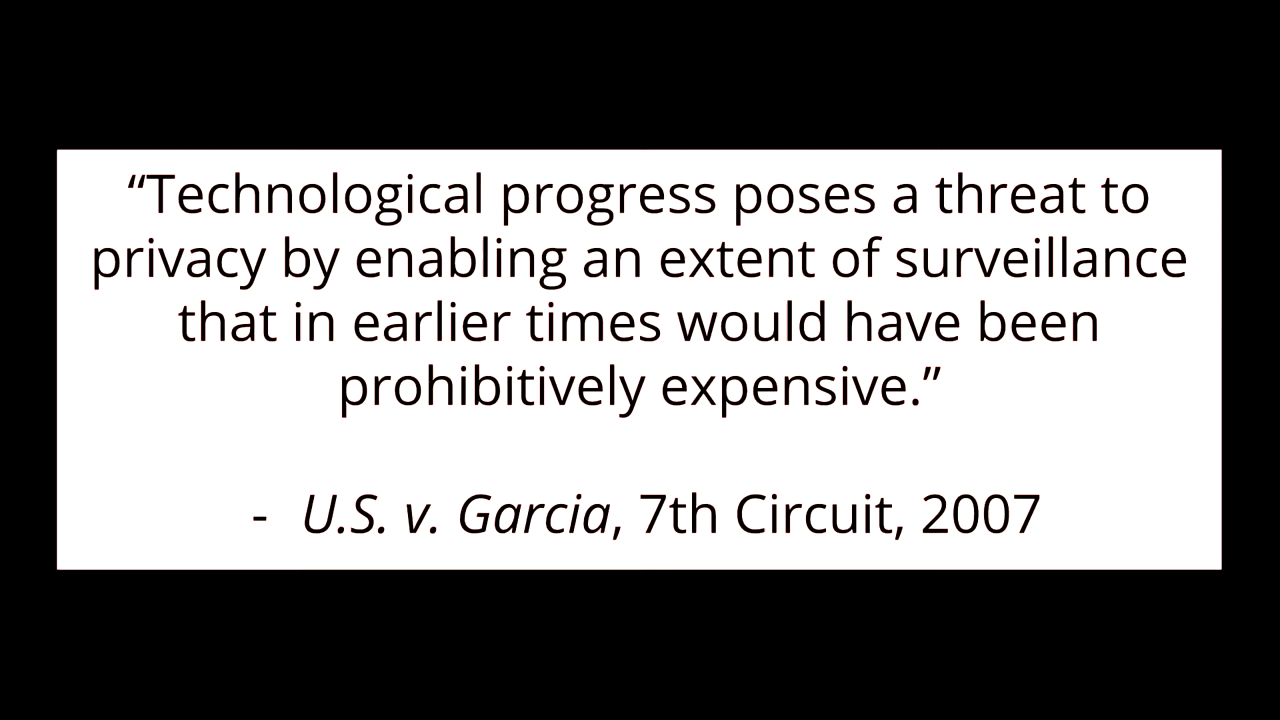 “Technological progress poses a threat to
privacy by enabling an extent of surveillance
that in earlier times would have been
prohibitively expensive.”
- U.S. v. Garcia, 7th Circuit, 2007